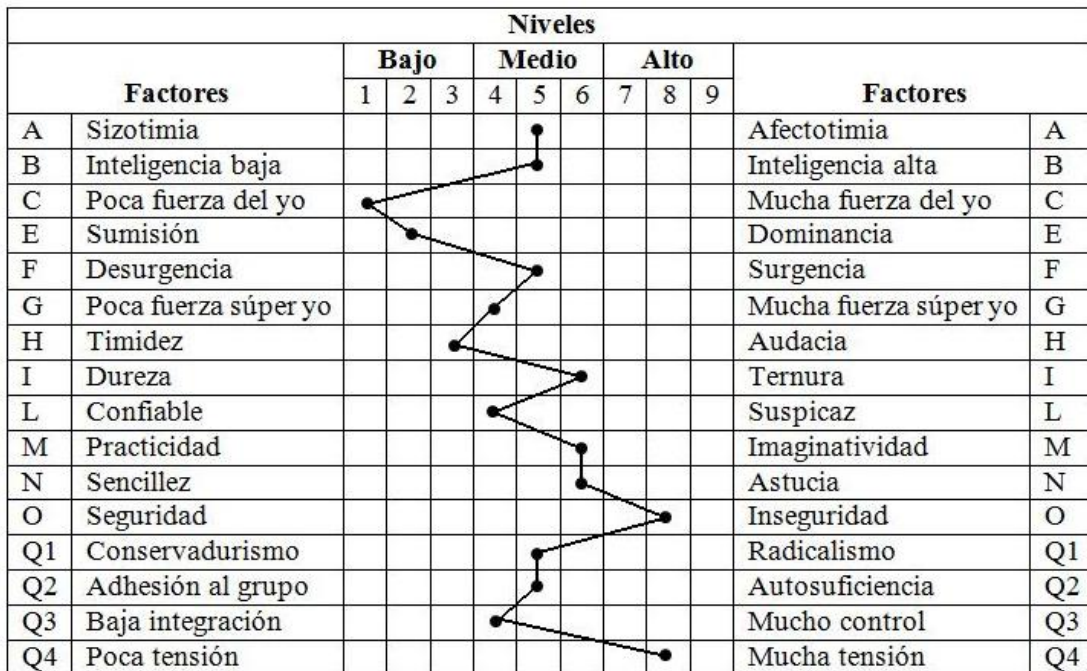 Niveles
Factores Bajo Medio Alto Factores
1 2 3 4 5 6 7 8 9
A Sizotimia Afectotimia A
B Inteligencia baja Inteligencia alta B
C Poca fuerza del yo Mucha fuerza del yo C
E Sumisión Dominancia E
F Desurgencia Surgencia F
G Poca fuerza súper yo Mucha fuerza súper yo G
H Timidez Audacia H
I Dureza Ternura I
L Confiable Suspicaz L
M Practicidad Imaginatividad M
N Sencillez Astucia N
O Seguridad Inseguridad O
Q1 Conservadurismo Radicalismo Q1
Q2 Adhesión al grupo Autosuficiencia Q2
Q3 Baja integración Mucho control Q3
Q4 Poca tensión Mucha tensión Q4